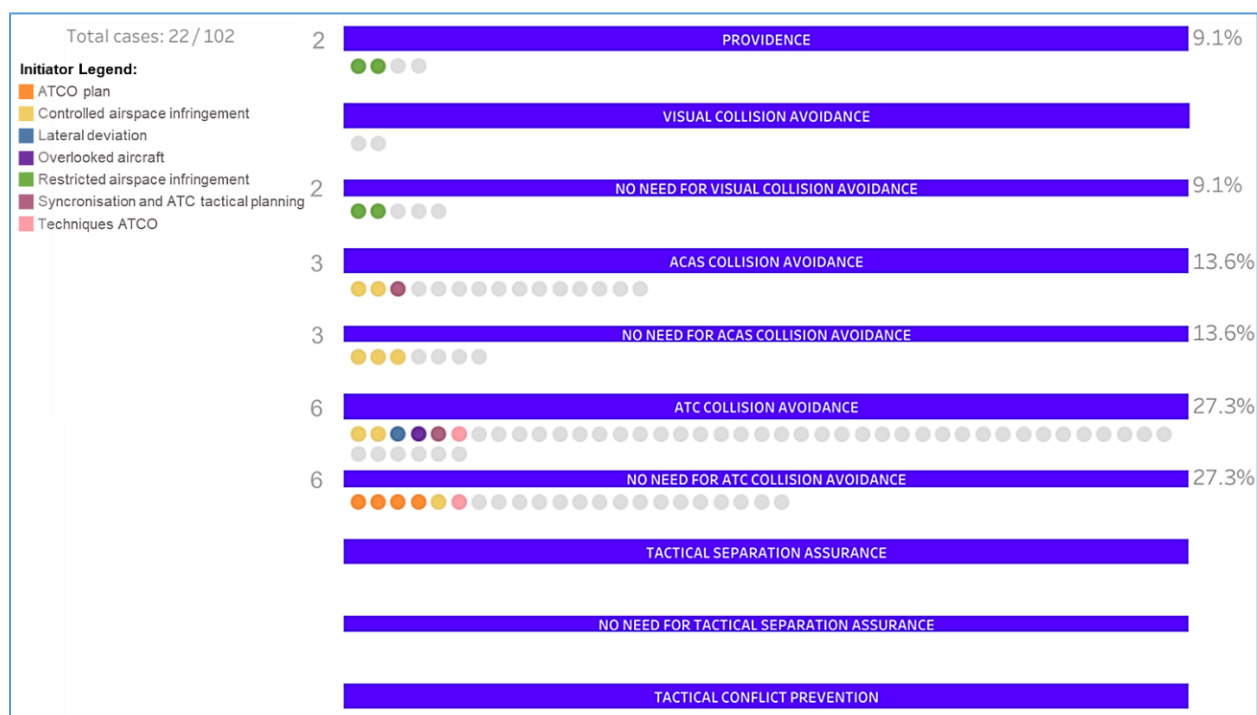 Total cases: 22 / 102
Initiator Legend:
ATCO plan
Controlled airspace infringement
Lateral deviation
Overlooked aircraft
Restricted airspace infringement
Syncronisation and ATC tactical planning
Techniques ATCO
2 PROVIDENCE 9.1%
VISUAL COLLISION AVOIDANCE
2 NO NEED FOR VISUAL COLLISION AVOIDANCE 9.1%
3 ACAS COLLISION AVOIDANCE 13.6%
3 NO NEED FOR ACAS COLLISION AVOIDANCE 13.6%
6 ATC COLLISION AVOIDANCE 27.3%
6 NO NEED FOR ATC COLLISION AVOIDANCE 27.3%
TACTICAL SEPARATION ASSURANCE
NO NEED FOR TACTICAL SEPARATION ASSURANCE
TACTICAL CONFLICT PREVENTION